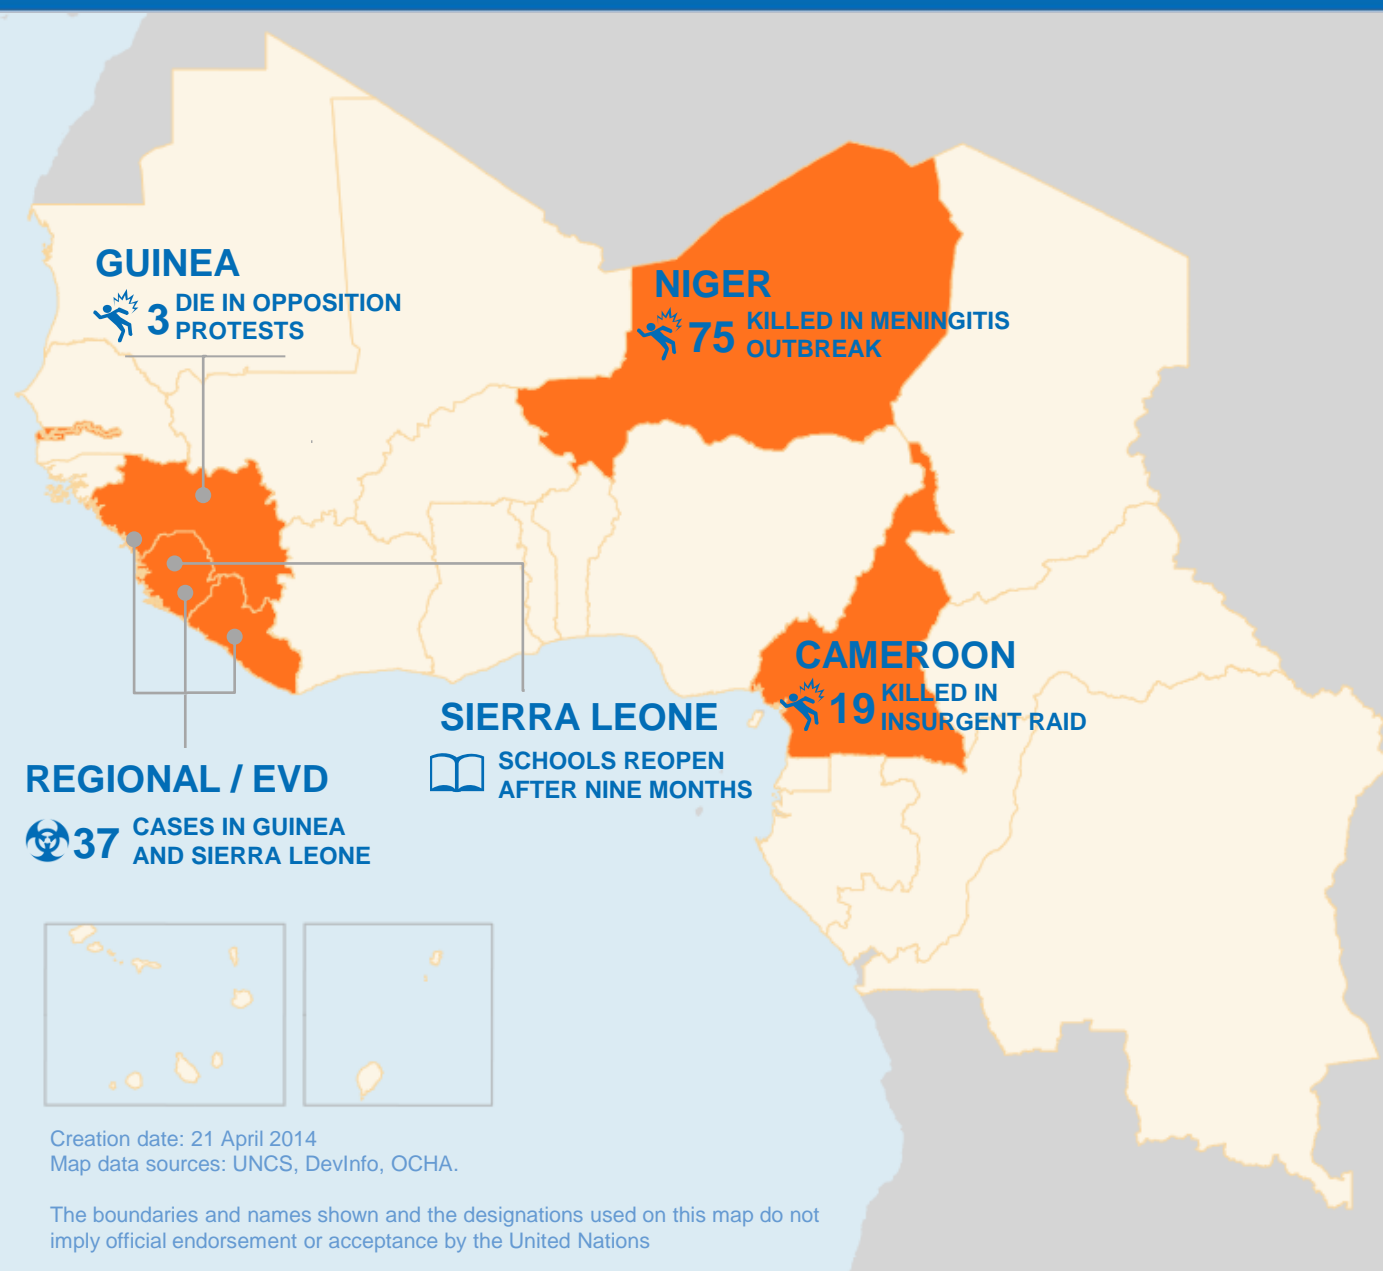 GUINEA
3 DIE IN OPPOSITION
PROTESTS
NIGER
75 KILLED IN MENINGITIS
OUTBREAK
CAMEROON
19 KILLED IN
INSURGENT RAID
SIERRA LEONE
SCHOOLS REOPEN
AFTER NINE MONTHS
REGIONAL / EVD
37 CASES IN GUINEA
AND SIERRA LEONE
Creation date: 21 April 2014
Map data sources: UNCS, DevInfo, OCHA.
The boundaries and names shown and the designations used on this map do not
imply official endorsement or acceptance by the United Nations